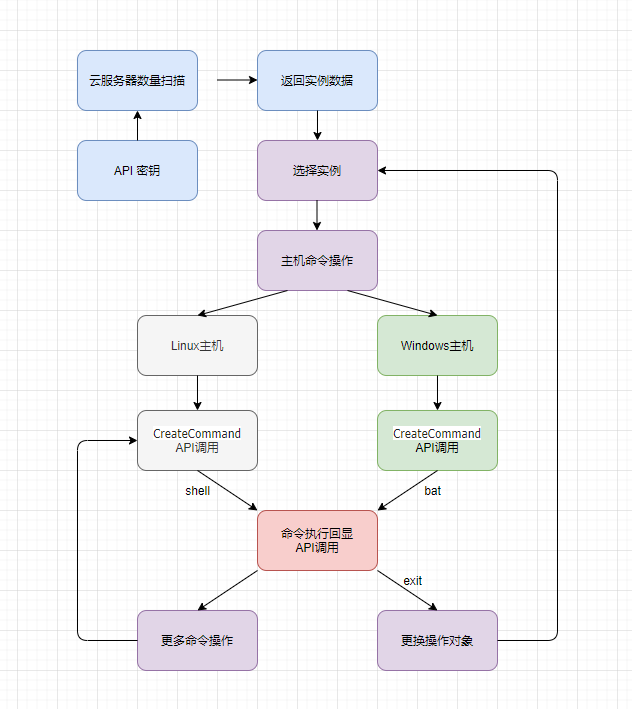 云服务器数量扫描
返回实例数据
API 密钥
选择实例
主机命令操作
Linux主机
Windows主机
CreateCommand
API调用
CreateCommand
API调用
shell
bat
命令执行回显
API调用
exit
更多命令操作
更换操作对象